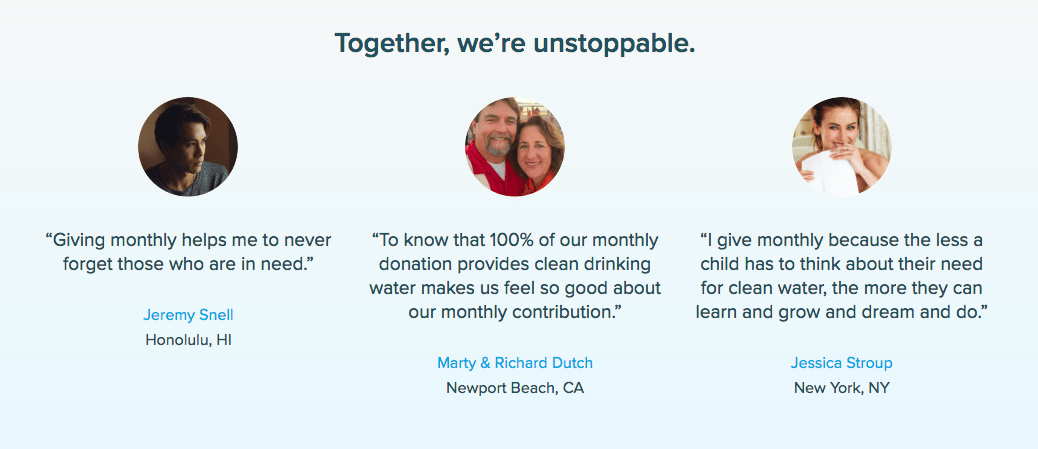 Together, we’re unstoppable.
“Giving monthly helps me to never
forget those who are in need.”
Jeremy Snell
Honolulu, HI
“To know that 100% of our monthly
donation provides clean drinking
water makes us feel so good about
our monthly contribution.”
Marty & Richard Dutch
Newport Beach, CA
“I give monthly because the less a
child has to think about their need
for clean water, the more they can
learn and grow and dream and do.”
Jessica Stroup
New York, NY